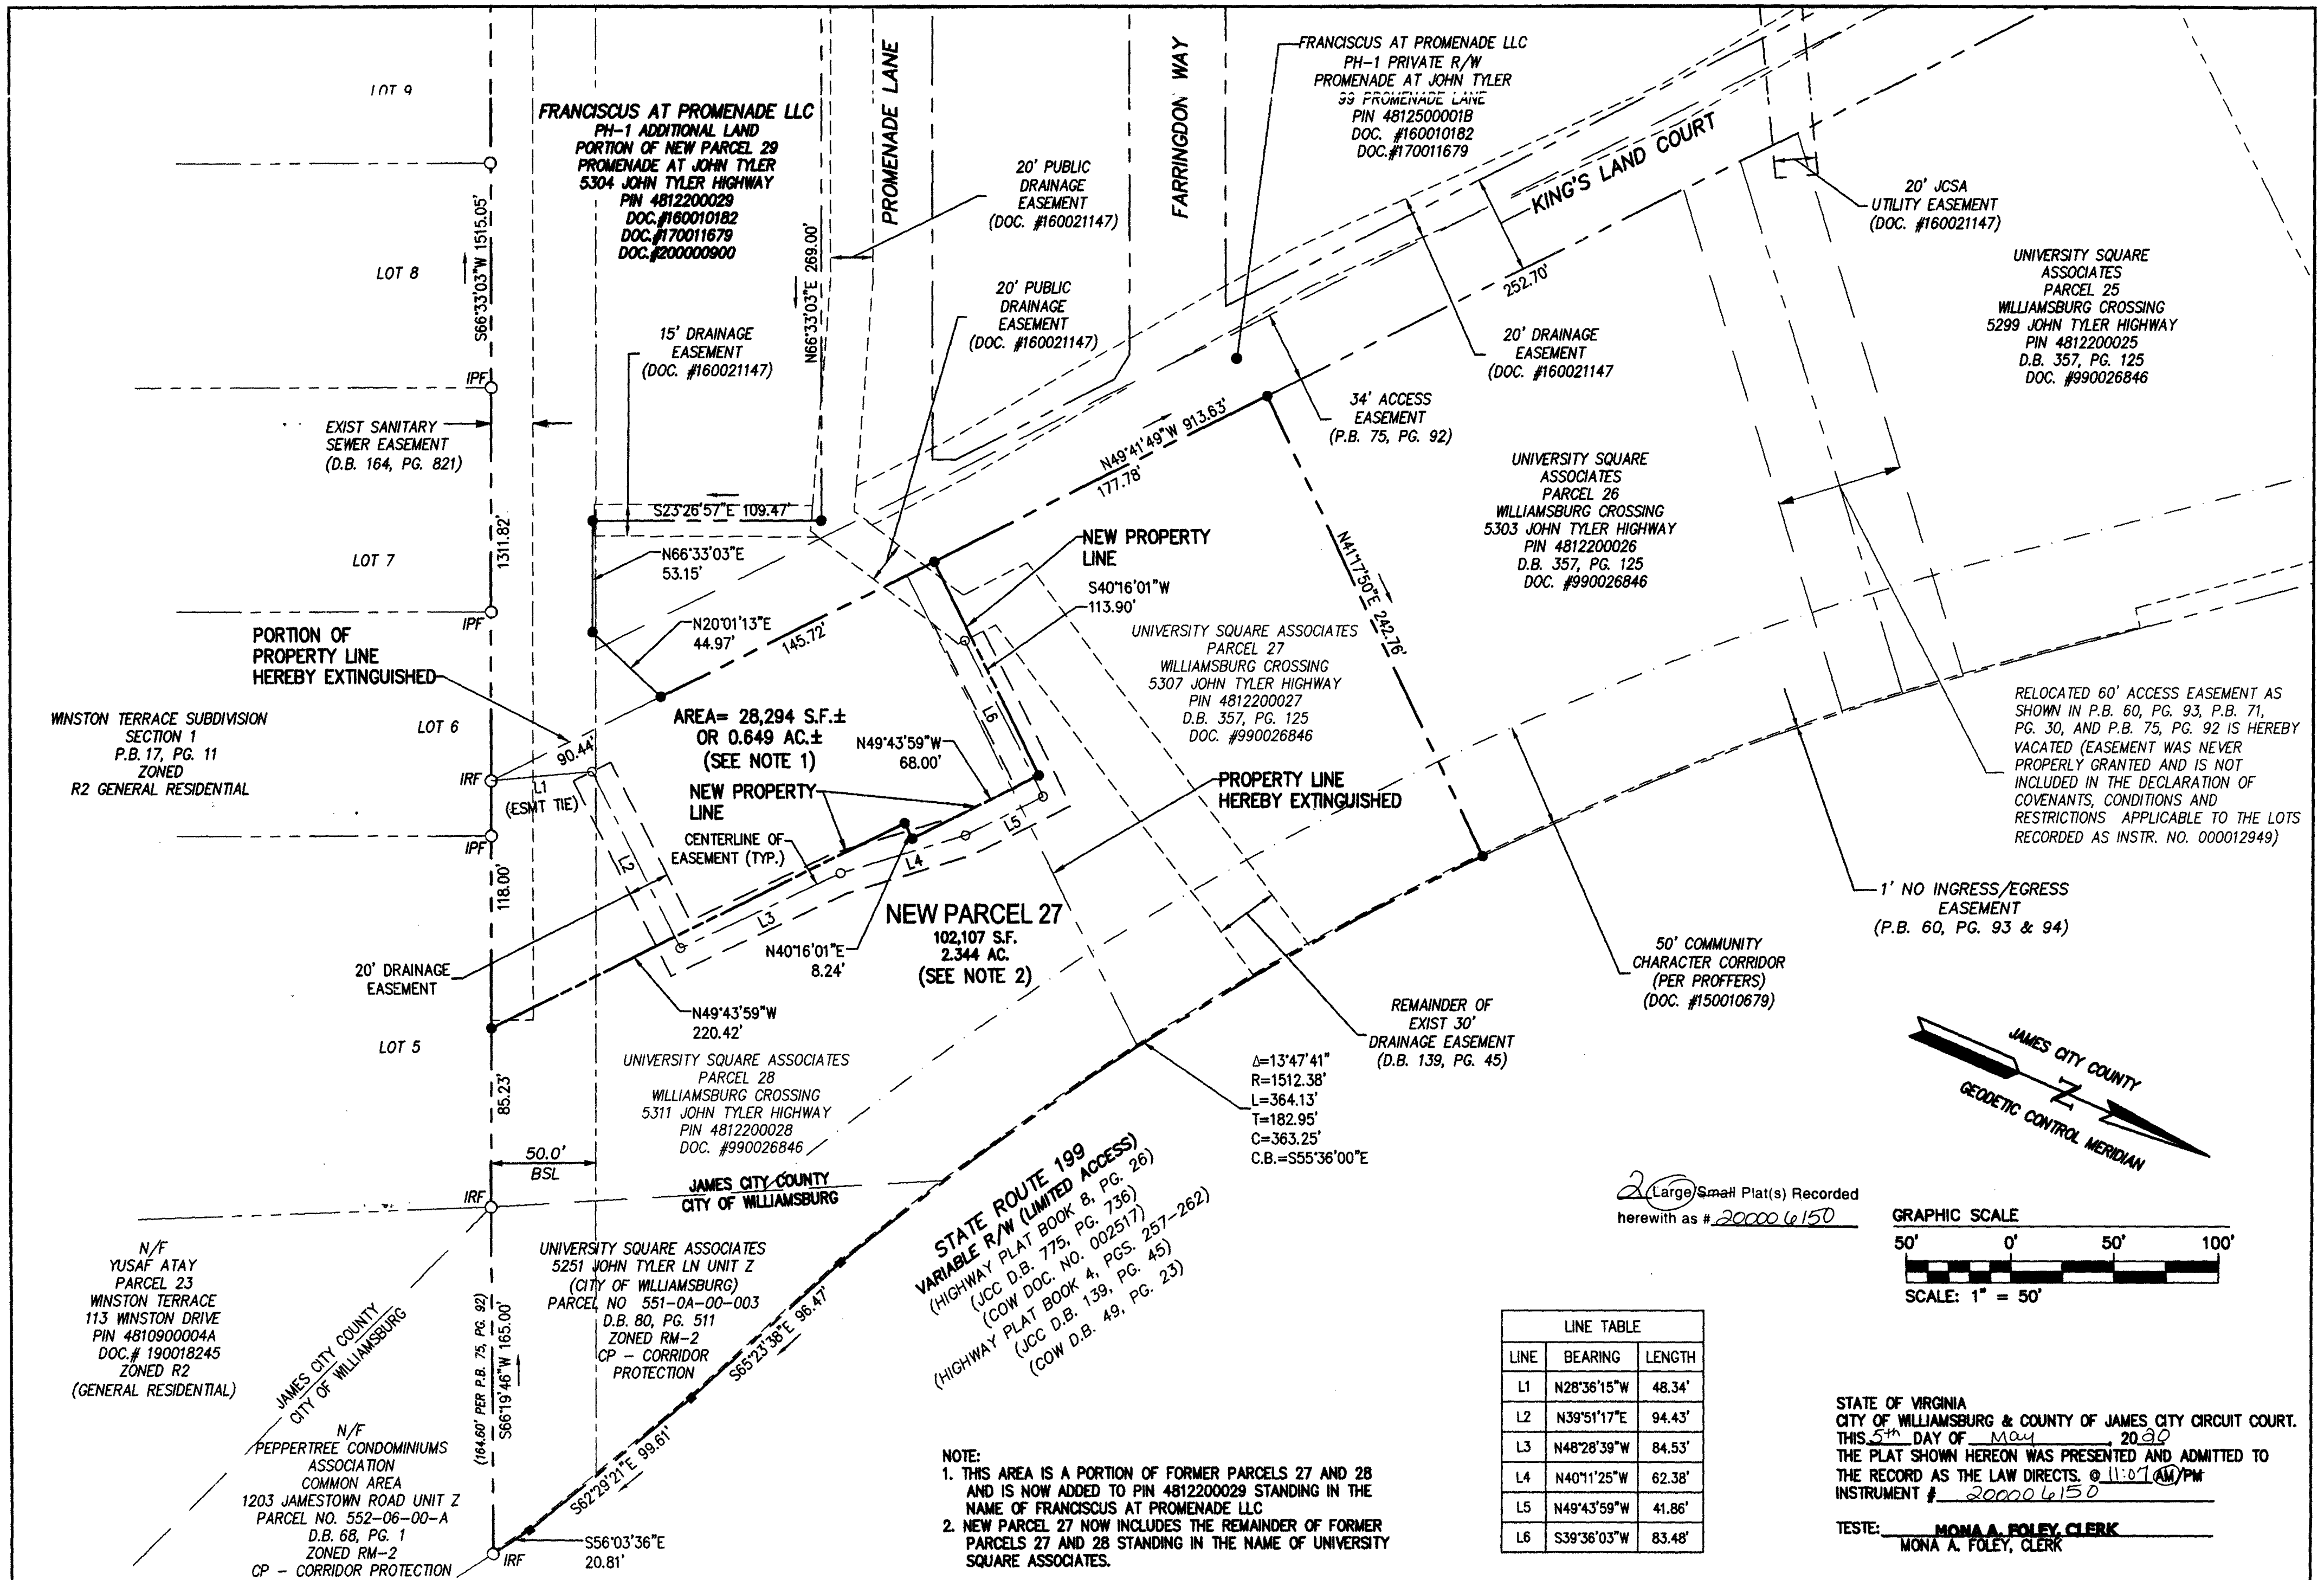 LOT 9
FRANCISCUS AT PROMENADE LLC
PH-1 ADDITIONAL LAND
PORTION OF NEW PARCEL 29
PROMENADE AT JOHN TYLER
5304 JOHN TYLER HIGHWAY
PIN 4812200029
DOC.#160010182
DOC.#170011679
DOC.#200000900
PROMENADE LANE
20' PUBLIC
DRAINAGE
EASEMENT
(DOC. #160021147)
FARRINGDON WAY
FRANCISCUS AT PROMENADE LLC
PH-1 PRIVATE R/W
PROMENADE AT JOHN TYLER
99 PROMENADE LANE
PIN 4812500001B
DOC. #160010182
DOC.#170011679
KING'S LAND COURT
20' JCSA
UTILITY EASEMENT
(DOC. #160021147)
UNIVERSITY SQUARE
ASSOCIATES
PARCEL 25
WILLIAMSBURG CROSSING
5299 JOHN TYLER HIGHWAY
PIN 4812200025
D.B. 357, PG. 125
DOC. #990026846
LOT 8
S66°33'03"W 1515.05'
N66°33'03"E 269.00'
20' PUBLIC
DRAINAGE
EASEMENT
(DOC. #160021147)
252.70'
15' DRAINAGE
EASEMENT
(DOC. #160021147)
20' DRAINAGE
EASEMENT
(DOC. #160021147
34' ACCESS
EASEMENT
(P.B. 75, PG. 92)
IPF
EXIST SANITARY
SEWER EASEMENT
(D.B. 164, PG. 821)
N49°41'49"W 913.63'
177.78'
UNIVERSITY SQUARE
ASSOCIATES
PARCEL 26
WILLIAMSBURG CROSSING
5303 JOHN TYLER HIGHWAY
PIN 4812200026
D.B. 357, PG. 125
DOC. #990026846
S23°26'57"E 109.47'
1311.82'
N66°33'03"E
53.15'
NEW PROPERTY
LINE
S40°16'01"W
113.90'
N41°17'50"E 242.76'
LOT 7
IPF
PORTION OF
PROPERTY LINE
HEREBY EXTINGUISHED
N20°01'13"E
44.97'
145.72'
UNIVERSITY SQUARE ASSOCIATES
PARCEL 27
WILLIAMSBURG CROSSING
5307 JOHN TYLER HIGHWAY
PIN 4812200027
D.B. 357, PG. 125
DOC. #990026846
WINSTON TERRACE SUBDIVISION
SECTION 1
P.B. 17, PG. 11
ZONED
R2 GENERAL RESIDENTIAL
LOT 6
AREA= 28,294 S.F.±
OR 0.649 AC.±
(SEE NOTE 1)
L6
N49°43'59"W
68.00'
90.44'
IRF
L1
(ESMT TIE)
NEW PROPERTY
LINE
PROPERTY LINE
HEREBY EXTINGUISHED
RELOCATED 60' ACCESS EASEMENT AS
SHOWN IN P.B. 60, PG. 93, P.B. 71,
PG. 30, AND P.B. 75, PG. 92 IS HEREBY
VACATED (EASEMENT WAS NEVER
PROPERLY GRANTED AND IS NOT
INCLUDED IN THE DECLARATION OF
COVENANTS, CONDITIONS AND
RESTRICTIONS APPLICABLE TO THE LOTS
RECORDED AS INSTR. NO. 000012949)
IPF
CENTERLINE OF
EASEMENT (TYP.)
L2
L5
L4
L3
118.00'
1' NO INGRESS/EGRESS
EASEMENT
(P.B. 60, PG. 93 & 94)
NEW PARCEL 27
102,107 S.F.
2.344 AC.
(SEE NOTE 2)
N40°16'01"E
8.24'
20' DRAINAGE
EASEMENT
50' COMMUNITY
CHARACTER CORRIDOR
(PER PROFFERS)
(DOC. #150010679)
N49°43'59"W
220.42'
REMAINDER OF
EXIST 30'
DRAINAGE EASEMENT
(D.B. 139, PG. 45)
LOT 5
85.23'
UNIVERSITY SQUARE ASSOCIATES
PARCEL 28
WILLIAMSBURG CROSSING
5311 JOHN TYLER HIGHWAY
PIN 4812200028
DOC. #990026846
Δ=13°47'41"
R=1512.38'
L=364.13'
T=182.95'
C=363.25'
C.B.=S55°36'00"E
JAMES CITY COUNTY
N
GEODETIC CONTROL MERIDIAN
50.0'
BSL
IRF
JAMES CITY COUNTY
CITY OF WILLIAMSBURG
STATE ROUTE 199
VARIABLE R/W (LIMITED ACCESS)
(HIGHWAY PLAT BOOK 8, PG. 26)
(JCC D.B. 775, PG. 736)
(COW DOC. NO. 002517)
(HIGHWAY PLAT BOOK 4, PGS. 257-262)
(JCC D.B. 139, PG. 45)
(COW D.B. 49, PG. 23)
2 Large/Small Plat(s) Recorded
herewith as # 200006150
GRAPHIC SCALE
50' 0' 50' 100'
SCALE: 1" = 50'
N/F
YUSAF ATAY
PARCEL 23
WINSTON TERRACE
113 WINSTON DRIVE
PIN 4810900004A
DOC.# 190018245
ZONED R2
(GENERAL RESIDENTIAL)
UNIVERSITY SQUARE ASSOCIATES
5251 JOHN TYLER LN UNIT Z
(CITY OF WILLIAMSBURG)
PARCEL NO 551-0A-00-003
D.B. 80, PG. 511
ZONED RM-2
CP - CORRIDOR
PROTECTION
JAMES CITY COUNTY
CITY OF WILLIAMSBURG
(164.60' PER P.B. 75, PG. 92)
S66°19'46"W 165.00'
S65°23'38"E 96.47'
S62°29'21"E 99.61'
N/F
PEPPERTREE CONDOMINIUMS
ASSOCIATION
COMMON AREA
1203 JAMESTOWN ROAD UNIT Z
PARCEL NO. 552-06-00-A
D.B. 68, PG. 1
ZONED RM-2
CP - CORRIDOR PROTECTION
IRF
S56°03'36"E
20.81'
NOTE:
1. THIS AREA IS A PORTION OF FORMER PARCELS 27 AND 28
AND IS NOW ADDED TO PIN 4812200029 STANDING IN THE
NAME OF FRANCISCUS AT PROMENADE LLC
2. NEW PARCEL 27 NOW INCLUDES THE REMAINDER OF FORMER
PARCELS 27 AND 28 STANDING IN THE NAME OF UNIVERSITY
SQUARE ASSOCIATES.
LINE TABLE
LINE BEARING LENGTH
L1 N28°36'15"W 48.34'
L2 N39°51'17"E 94.43'
L3 N48°28'39"W 84.53'
L4 N40°11'25"W 62.38'
L5 N49°43'59"W 41.86'
L6 S39°36'03"W 83.48'
STATE OF VIRGINIA
CITY OF WILLIAMSBURG & COUNTY OF JAMES CITY CIRCUIT COURT.
THIS 5th DAY OF May, 2020
THE PLAT SHOWN HEREON WAS PRESENTED AND ADMITTED TO
THE RECORD AS THE LAW DIRECTS. @ 11:07 AM/PM
INSTRUMENT # 200006150
TESTE: MONA A. FOLEY, CLERK
MONA A. FOLEY, CLERK